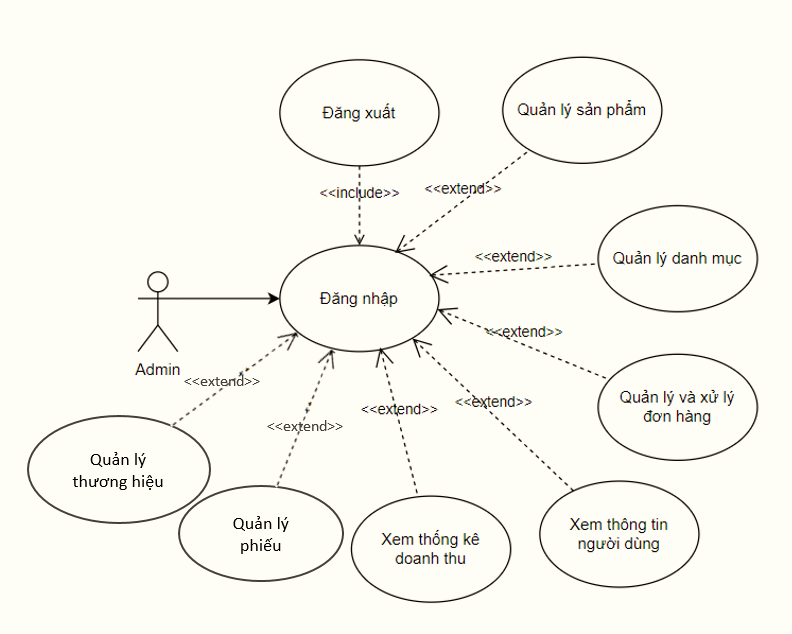 Đăng xuất
Quản lý sản phẩm
<<include>>
<<extend>>
<<extend>>
Quản lý danh mục
Đăng nhập
<<extend>>
Admin
<<extend>>
Quản lý và xử lý
đơn hàng
<<extend>>
<<extend>>
<<extend>>
Quản lý
thương hiệu
Quản lý
phiếu
Xem thống kê
doanh thu
Xem thông tin
người dùng